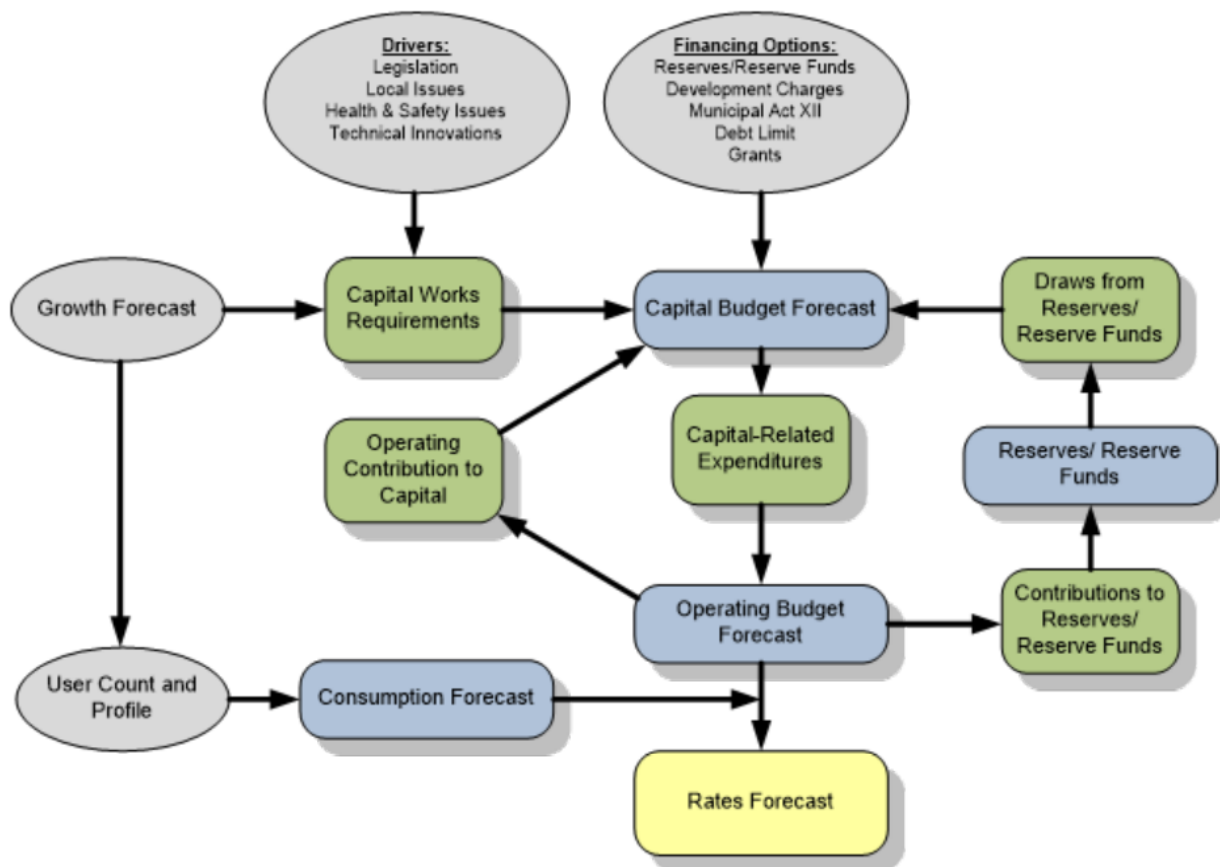 Drivers:
Legislation
Local Issues
Health & Safety Issues
Technical Innovations
Financing Options:
Reserves/Reserve Funds
Development Charges
Municipal Act XII
Debt Limit
Grants
Growth Forecast
Capital Works
Requirements
Capital Budget Forecast
Draws from
Reserves/
Reserve Funds
Operating
Contribution to
Capital
Capital-Related
Expenditures
Reserves/ Reserve
Funds
Operating Budget
Forecast
Contributions to
Reserves/
Reserve Funds
User Count and
Profile
Consumption Forecast
Rates Forecast